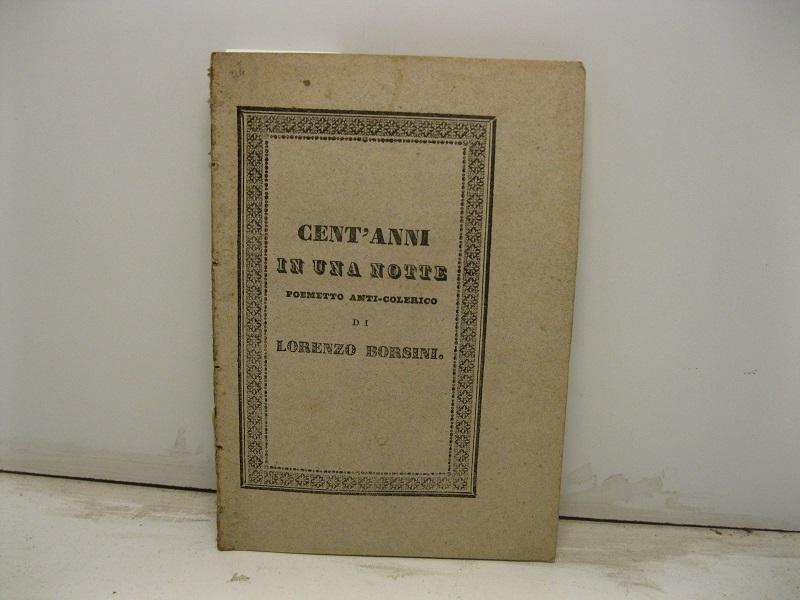 CENT'ANNI
IN UNA NOTTE
POEMETTO ANTI-COLERICO
DI
LORENZO BORSINI.